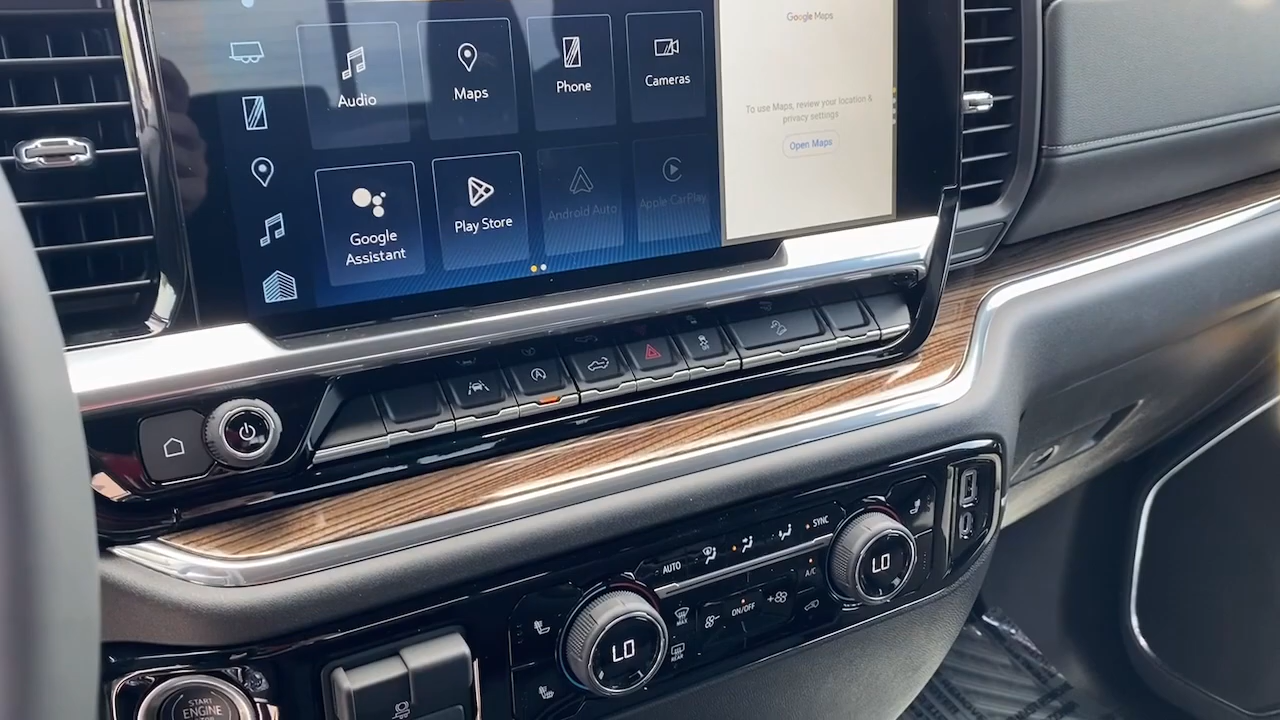 Google Maps
Audio
Maps
Phone
Cameras
To use Maps, review your location &
privacy settings
Open Maps
Google
Assistant
Play Store
Android Auto
Apple CarPlay
AUTO
SYNC
A/C
LO
LO
MAX
ON/OFF
REAR
START
ENGINE